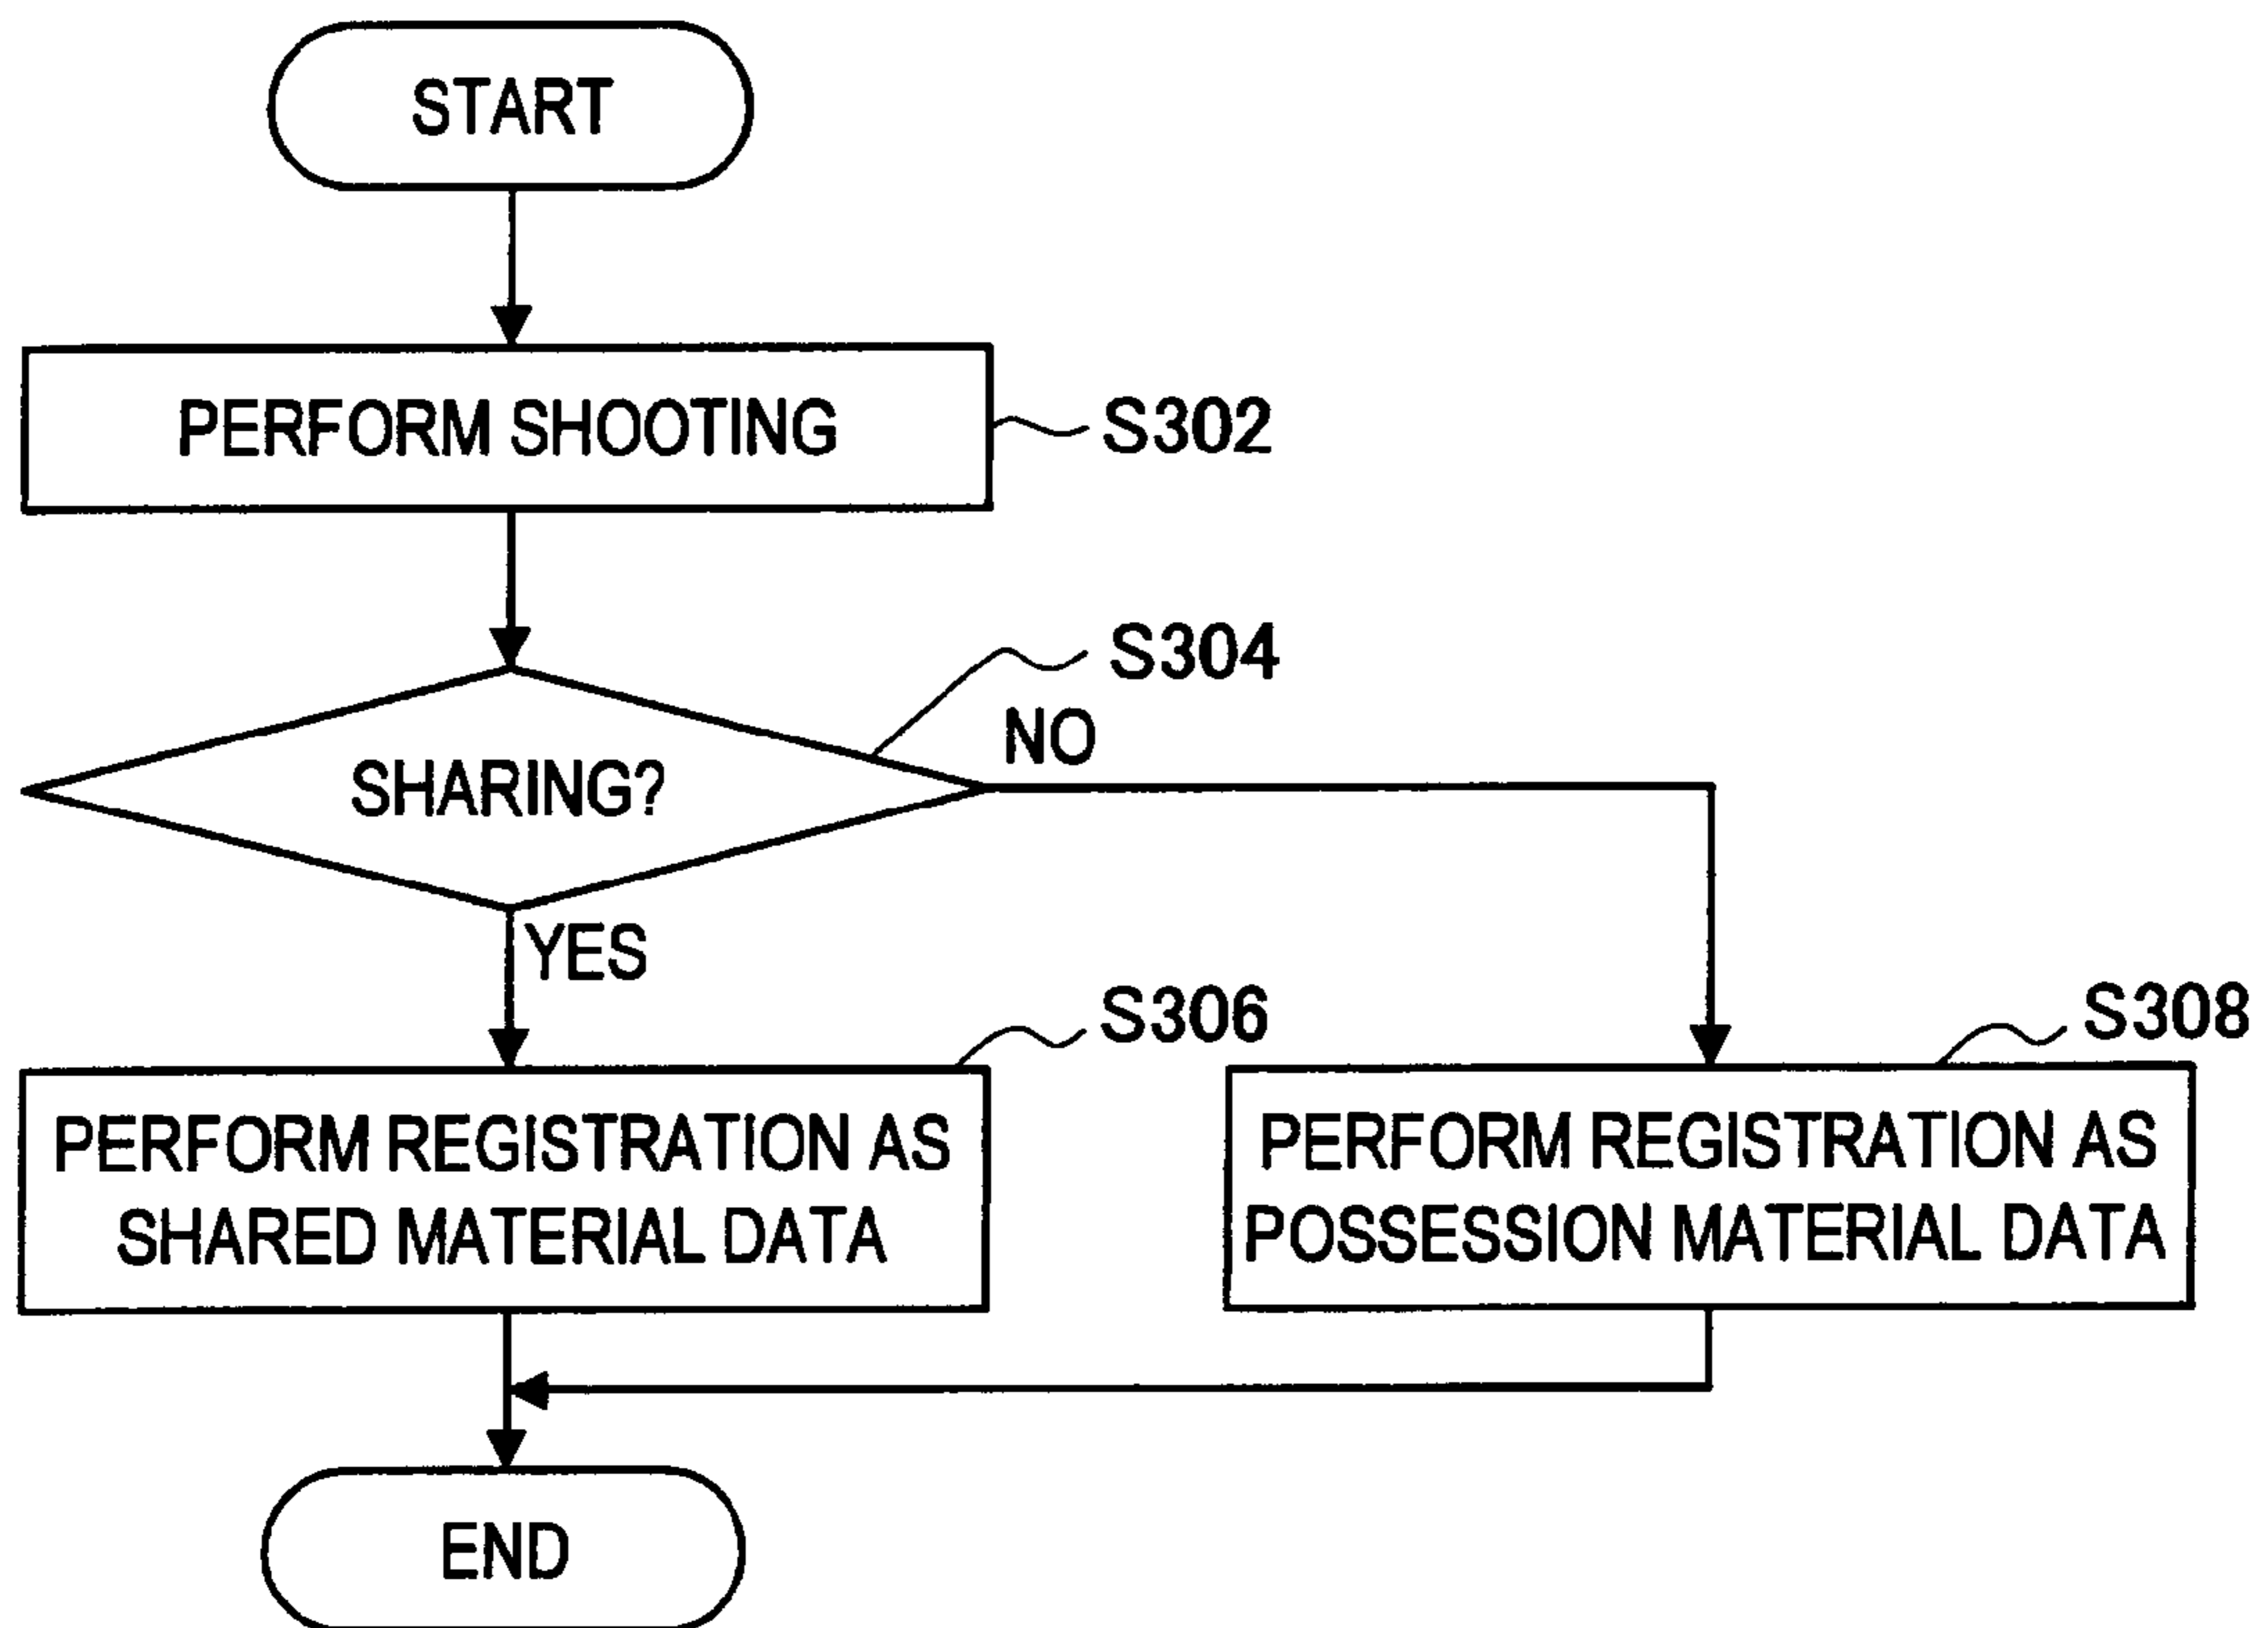 START
PERFORM SHOOTING
S302
S304
NO
SHARING?
YES
S306
S308
PERFORM REGISTRATION AS
SHARED MATERIAL DATA
PERFORM REGISTRATION AS
POSSESSION MATERIAL DATA
END